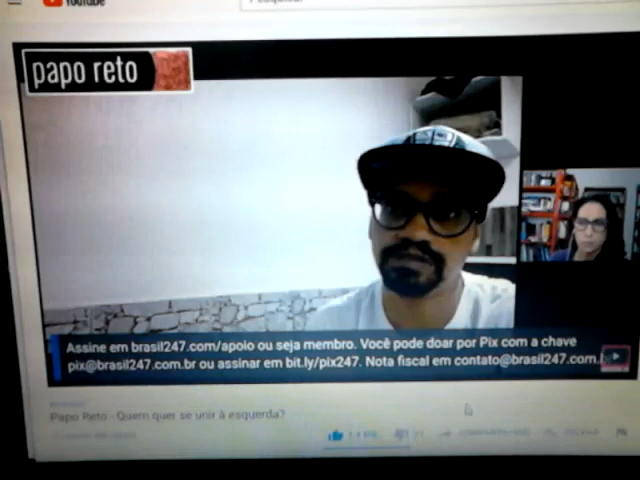 YouTube
papo reto
Assine em brasil247.com/apoio ou seja membro. Você pode doar por Pix com a chave
pix@brasil247.com.br ou assinar em bit.ly/pix247. Nota fiscal em contato@brasil247.com.
Papo Reto - Quem quer se unir à esquerda?